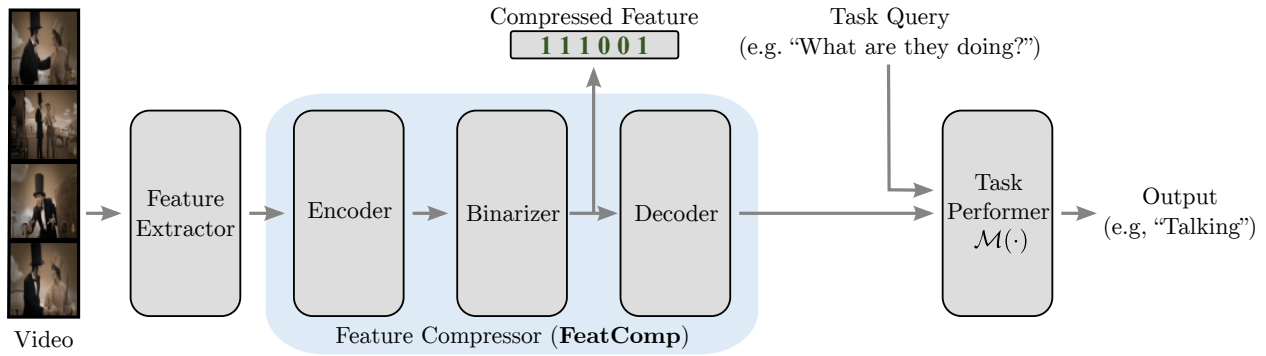 Compressed Feature
1 1 1 0 0 1
Task Query
(e.g. “What are they doing?”)
Feature
Extractor
Encoder
Binarizer
Decoder
Task
Performer
ℳ(·)
Output
(e.g, “Talking”)
Video
Feature Compressor (FeatComp)